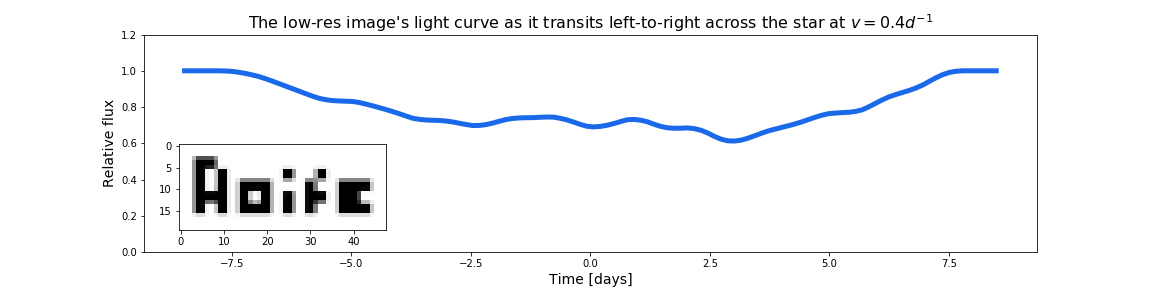 The low-res image's light curve as it transits left-to-right across the star at $v = 0.4d^{-1}$
1.2
1.0
0.8
0.6
0.4
0.2
0.0
Relative flux
0
5
10
15
0 10 20 30 40
−7.5 −5.0 −2.5 0.0 2.5 5.0 7.5
Time [days]